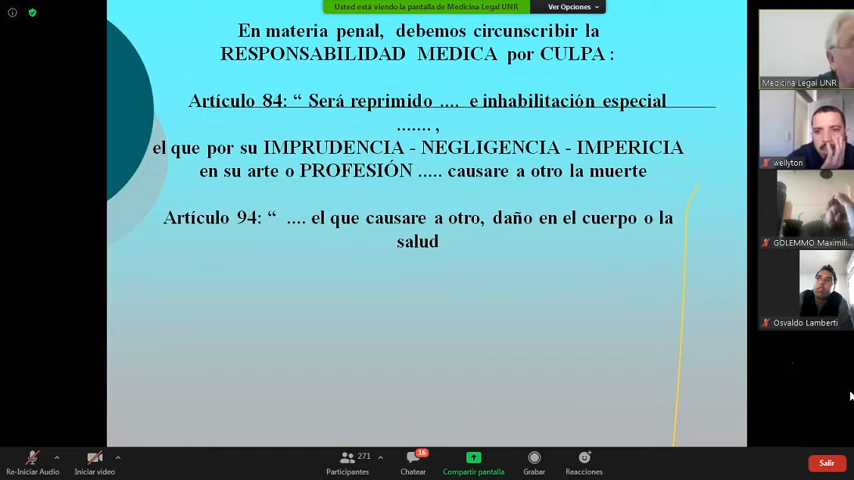 Usted está viendo la pantalla de Medicina Legal UNR
Ver Opciones
En materia penal, debemos circunscribir la
RESPONSABILIDAD MEDICA por CULPA :
Artículo 84: “ Será reprimido .... e inhabilitación especial
....... ,
el que por su IMPRUDENCIA - NEGLIGENCIA - IMPERICIA
en su arte o PROFESIÓN ..... causare a otro la muerte
Artículo 94: “ .... el que causare a otro, daño en el cuerpo o la
salud
Medicina Legal UNR
wellyton
GOLEMMO Maximili...
Osvaldo Lamberti
Re-Iniciar Audio
Iniciar video
271
Participantes
16
Chatear
Compartir pantalla
Grabar
Reacciones
Salir